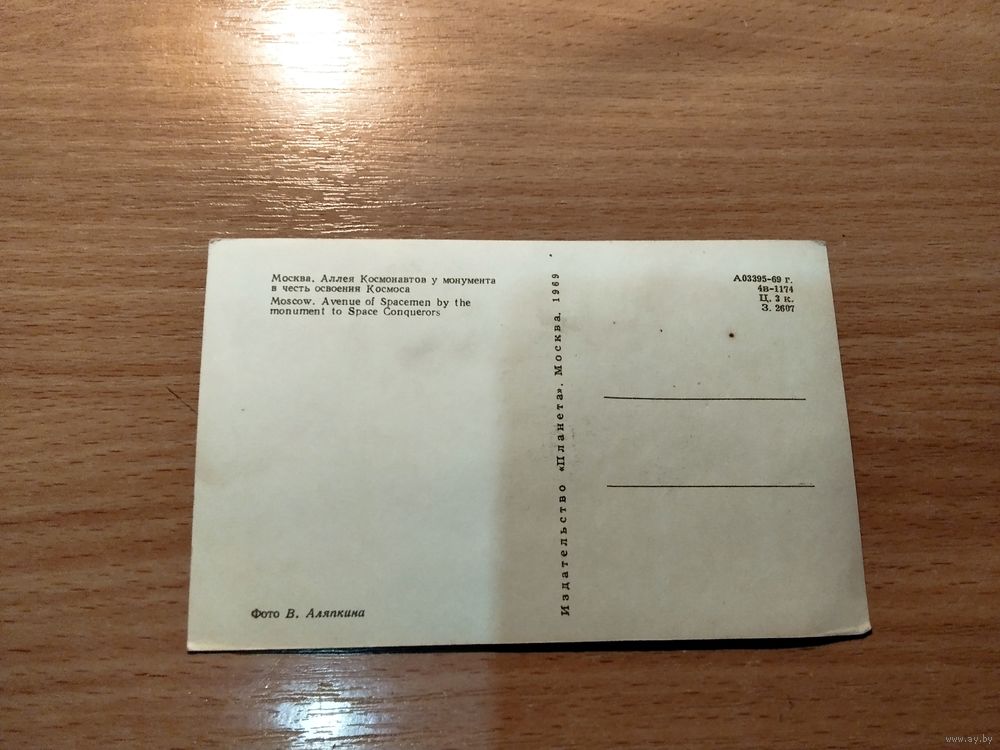 Москва. Аллея Космонавтов у монумента
в честь освоения Космоса
Moscow. Avenue of Spacemen by the
monument to Space Conquerors
Фото В. Аляпкина
Издательство «Планета». Москва. 1969
А03395-69 г.
4в-1174
Ц. 3 к.
З. 2607
www.ay.by